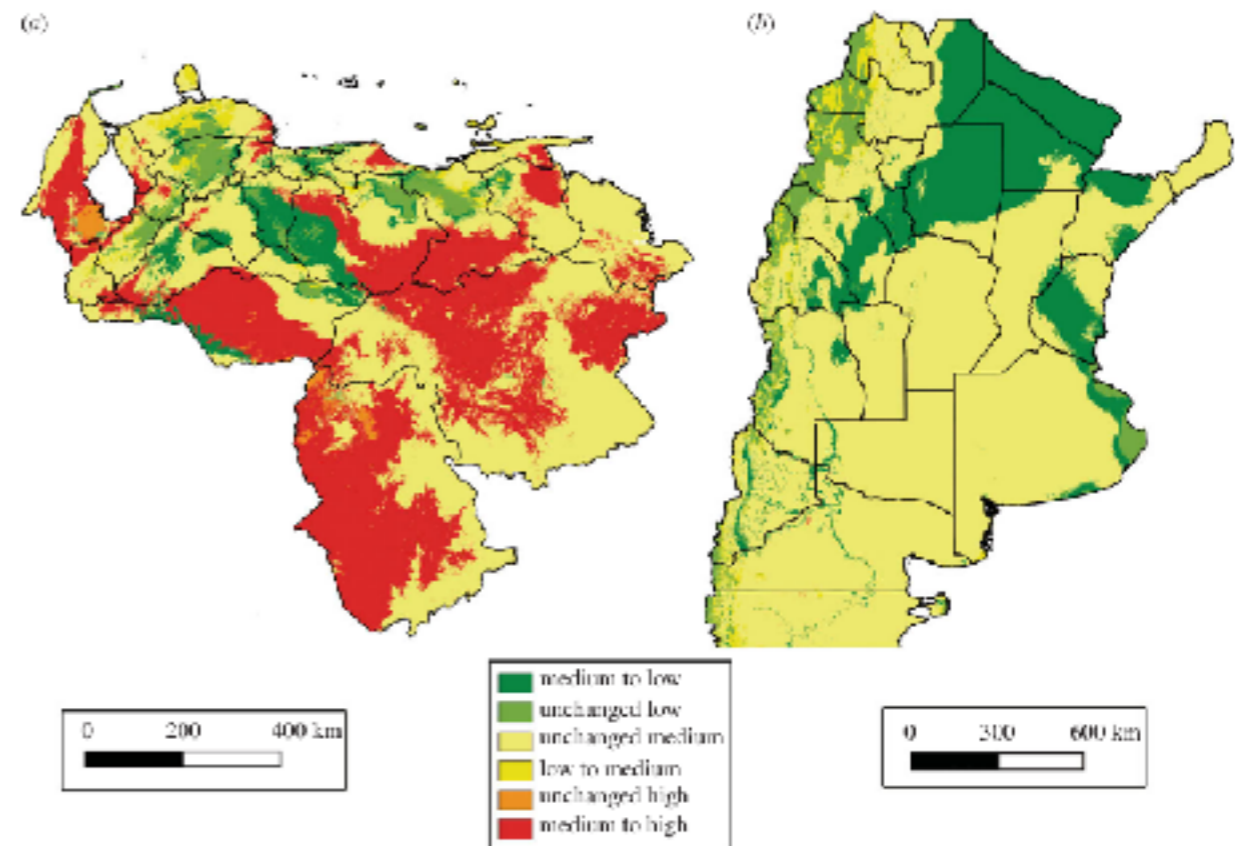 (a)
(b)
medium to low
unchanged low
unchanged medium
low to medium
unchanged high
medium to high
0 200 400 km
0 300 600 km